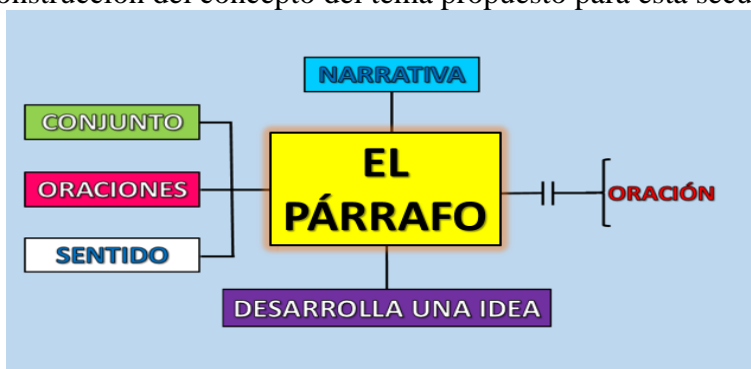 NARRATIVA
CONJUNTO
EL
PÁRRAFO
ORACIONES
ORACIÓN
SENTIDO
DESARROLLA UNA IDEA